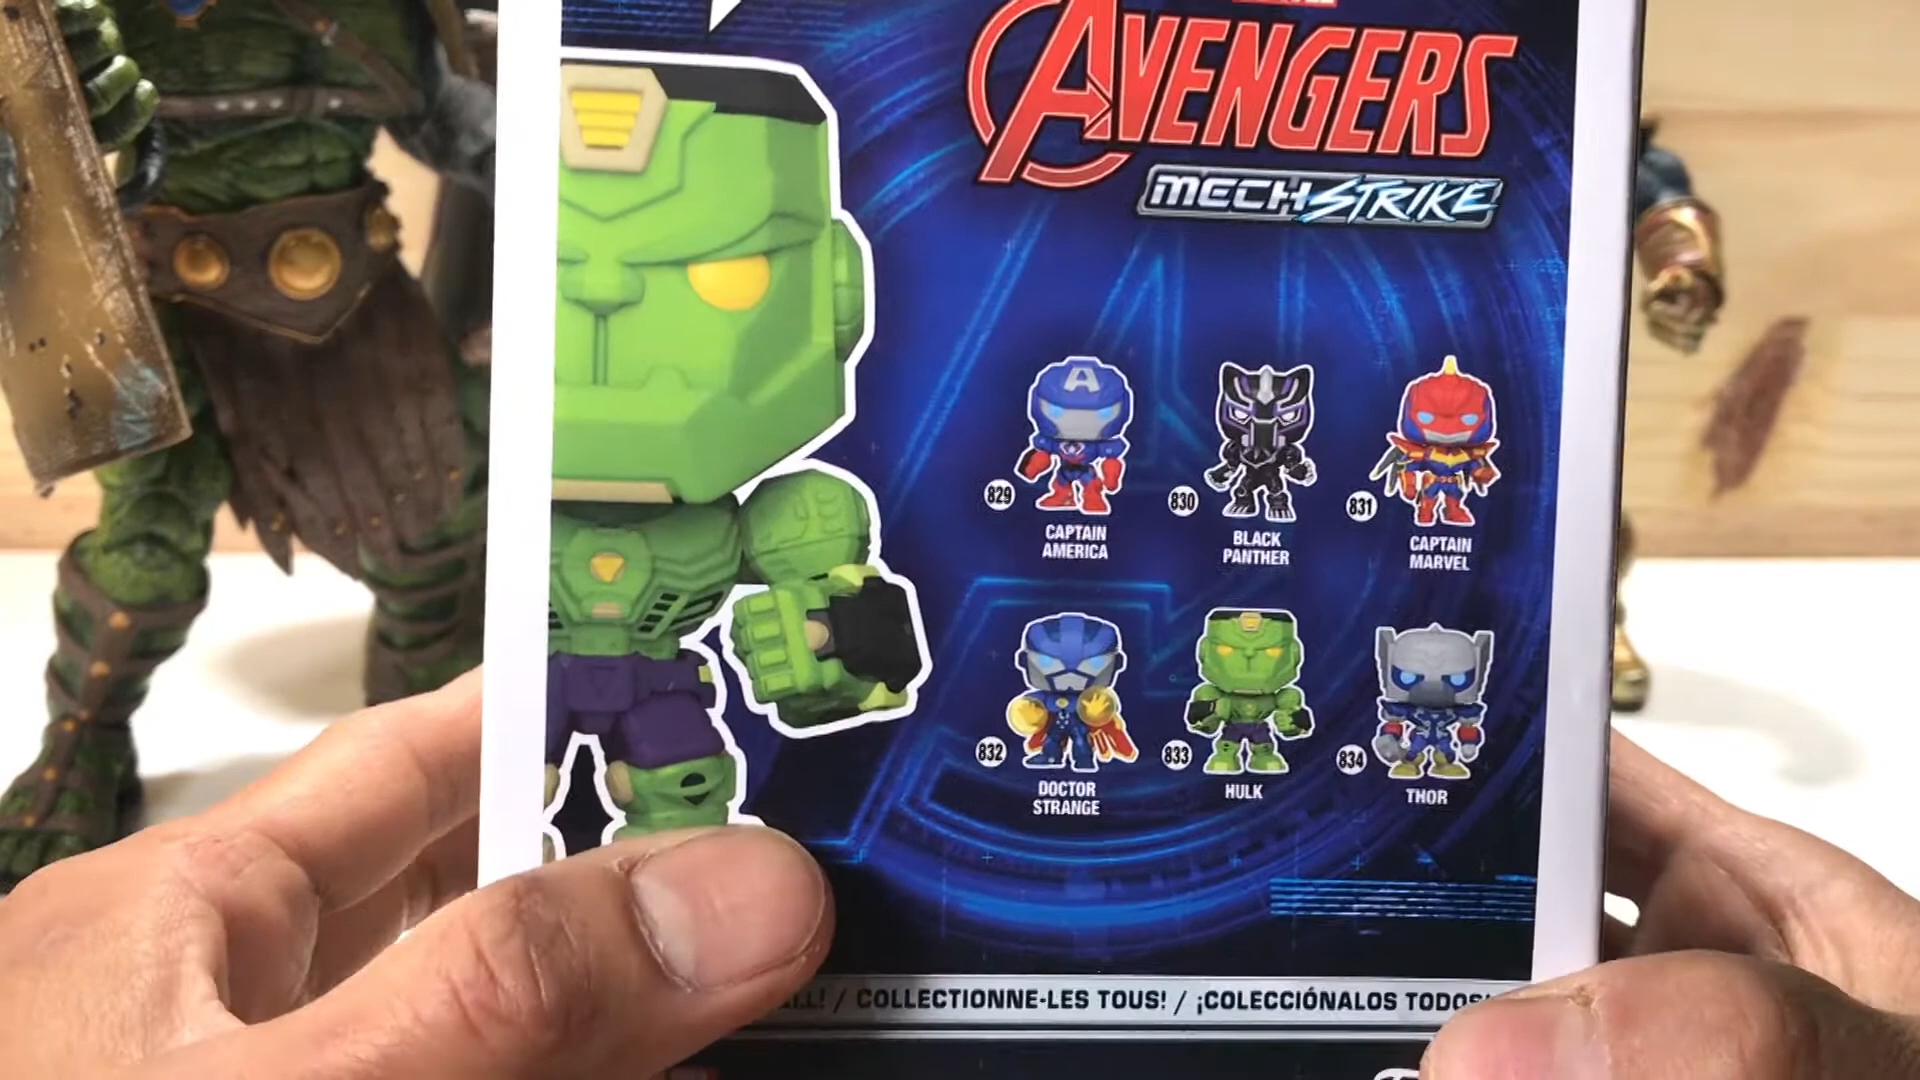 AVENGERS
MECH STRIKE
829
CAPTAIN
AMERICA
830
BLACK
PANTHER
831
CAPTAIN
MARVEL
832
DOCTOR
STRANGE
833
HULK
834
THOR
ALL! / COLLECTIONNE-LES TOUS! / ¡COLECCIÓNALOS TODOS!